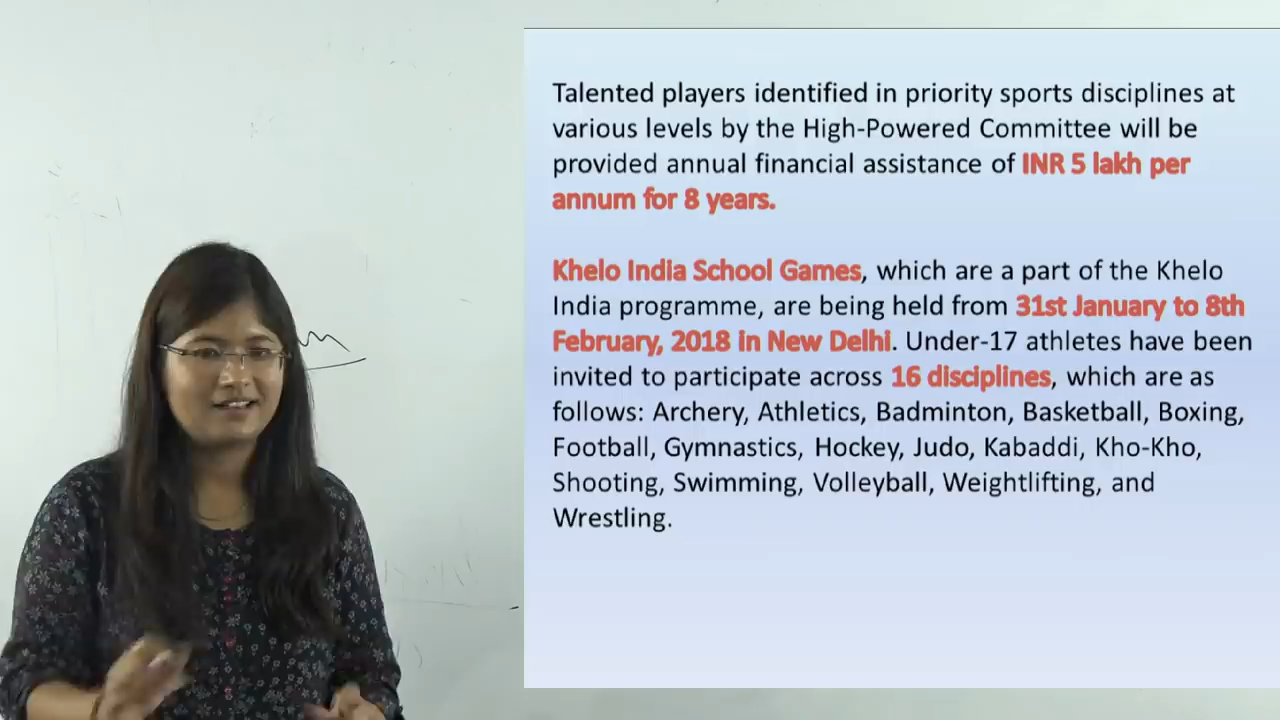 Talented players identified in priority sports disciplines at
various levels by the High-Powered Committee will be
provided annual financial assistance of INR 5 lakh per
annum for 8 years.
Khelo India School Games, which are a part of the Khelo
India programme, are being held from 31st January to 8th
February, 2018 in New Delhi. Under-17 athletes have been
invited to participate across 16 disciplines, which are as
follows: Archery, Athletics, Badminton, Basketball, Boxing,
Football, Gymnastics, Hockey, Judo, Kabaddi, Kho-Kho,
Shooting, Swimming, Volleyball, Weightlifting, and
Wrestling.